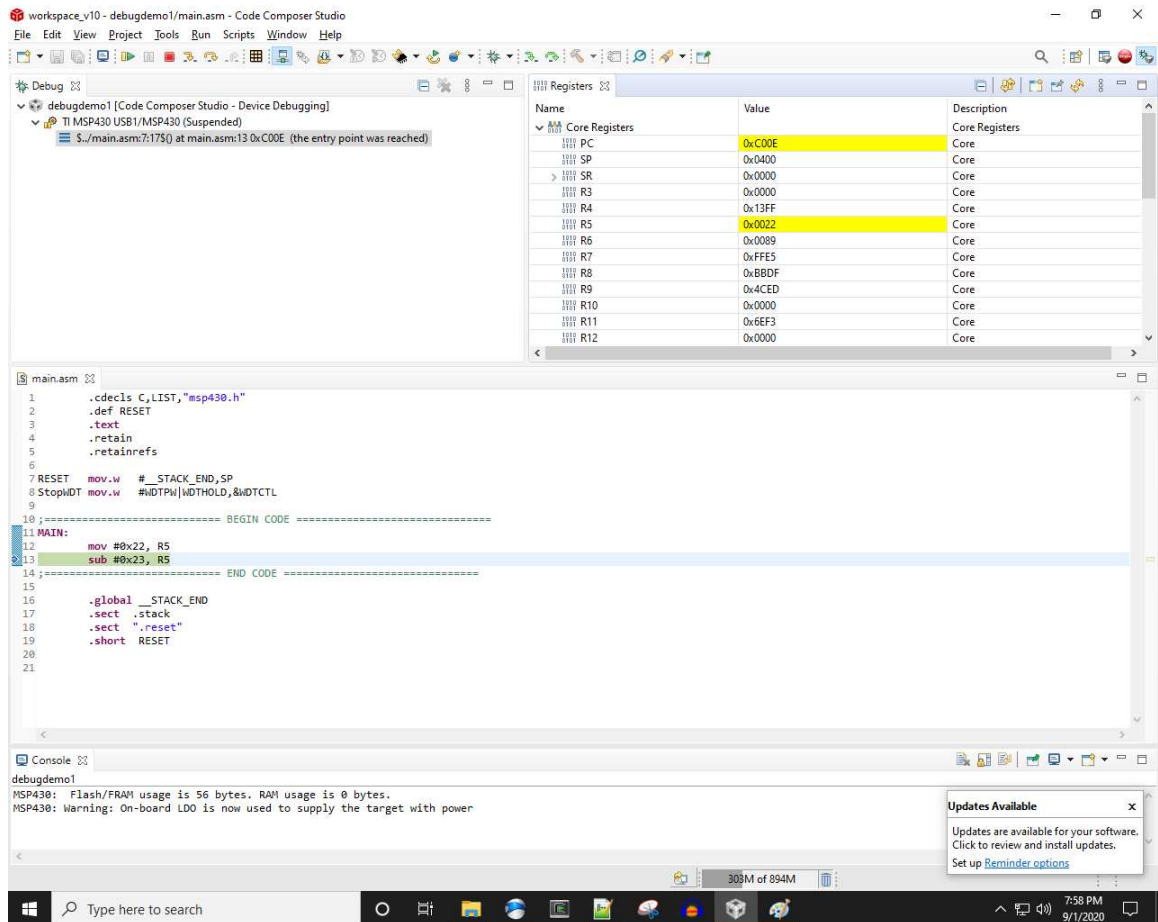 workspace_v10 - debugdemo1/main.asm - Code Composer Studio
File Edit View Project Tools Run Scripts Window Help
Debug
debugdemo1 [Code Composer Studio - Device Debugging]
TI MSP430 USB1/MSP430 (Suspended)
$../main.asm:7:17$() at main.asm:13 0xC00E (the entry point was reached)
Registers
Name Value Description
Core Registers Core Registers
PC 0xC00E Core
SP 0x0400 Core
SR 0x0000 Core
R3 0x0000 Core
R4 0x13FF Core
R5 0x0022 Core
R6 0x0089 Core
R7 0xFFE5 Core
R8 0xBBDF Core
R9 0x4CED Core
R10 0x0000 Core
R11 0x6EF3 Core
R12 0x0000 Core
main.asm
1 .cdecls C,LIST,"msp430.h"
2 .def RESET
3 .text
4 .retain
5 .retainrefs
6
7 RESET mov.w #__STACK_END,SP
8 StopWDT mov.w #WDTPW|WDTHOLD,&WDTCTL
9
10 ;============================ BEGIN CODE ===============================
11 MAIN:
12 mov #0x22, R5
13 sub #0x23, R5
14 ;============================ END CODE ===============================
15
16 .global __STACK_END
17 .sect .stack
18 .sect ".reset"
19 .short RESET
20
21
Console
debugdemo1
MSP430: Flash/FRAM usage is 56 bytes. RAM usage is 0 bytes.
MSP430: Warning: On-board LDO is now used to supply the target with power
Updates Available x
Updates are available for your software.
Click to review and install updates.
Set up Reminder options
303M of 894M
Type here to search
7:58 PM
9/1/2020